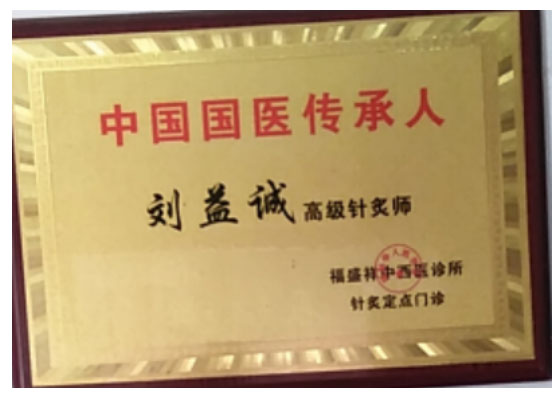 中国国医传承人
刘益诚 高级针灸师
福盛祥中西医诊所
针灸定点门诊